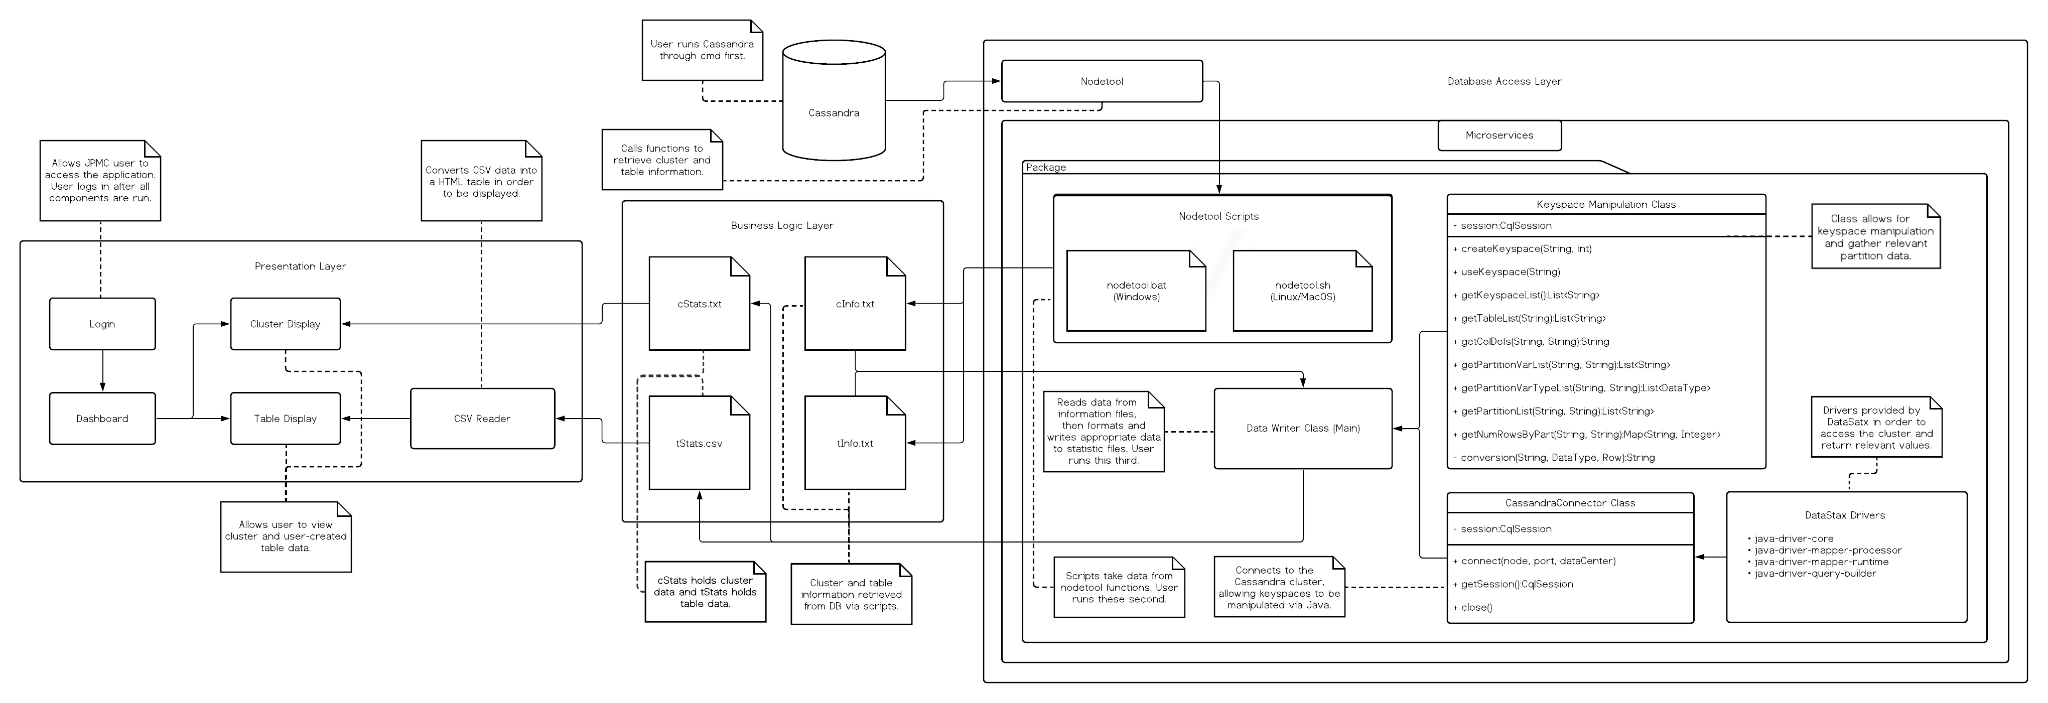 User runs Cassandra
through cmd first.
Cassandra
Nodetool
Database Access Layer
Calls functions to
retrieve cluster and
table information.
Microservices
Package
Allows JPMC user to
access the application.
User logs in after all
components are run.
Converts CSV data into
a HTML table in order
to be displayed.
Presentation Layer
Login
Cluster Display
Dashboard
Table Display
CSV Reader
Allows user to view
cluster and user-created
table data.
Business Logic Layer
cStats.txt
cInfo.txt
tStats.csv
tInfo.txt
cStats holds cluster
data and tStats holds
table data.
Cluster and table
information retrieved
from DB via scripts.
Nodetool Scripts
nodetool.bat
(Windows)
nodetool.sh
(Linux/MacOS)
Reads data from
information files,
then formats and
writes appropriate data
to statistic files. User
runs this third.
Data Writer Class (Main)
Scripts take data from
nodetool functions. User
runs these second.
Connects to the
Cassandra cluster,
allowing keyspaces to be
manipulated via Java.
Keyspace Manipulation Class
- session:CqlSession
+ createKeyspace(String, int)
+ useKeyspace(String)
+ getKeyspaceList():List<String>
+ getTableList(String):List<String>
+ getColDefs(String, String):String
+ getPartitionVarList(String, String):List<String>
+ getPartitionVarTypeList(String, String):List<DataType>
+ getPartitionList(String, String):List<String>
+ getNumRowsByPart(String, String):Map<String, Integer>
- conversion(String, DataType, Row):String
Class allows for
keyspace manipulation
and gather relevant
partition data.
Drivers provided by
DataSatx in order to
access the cluster and
return relevant values.
CassandraConnector Class
- session:CqlSession
+ connect(node, port, dataCenter)
+ getSession():CqlSession
+ close()
DataStax Drivers
• java-driver-core
• java-driver-mapper-processor
• java-driver-mapper-runtime
• java-driver-query-builder